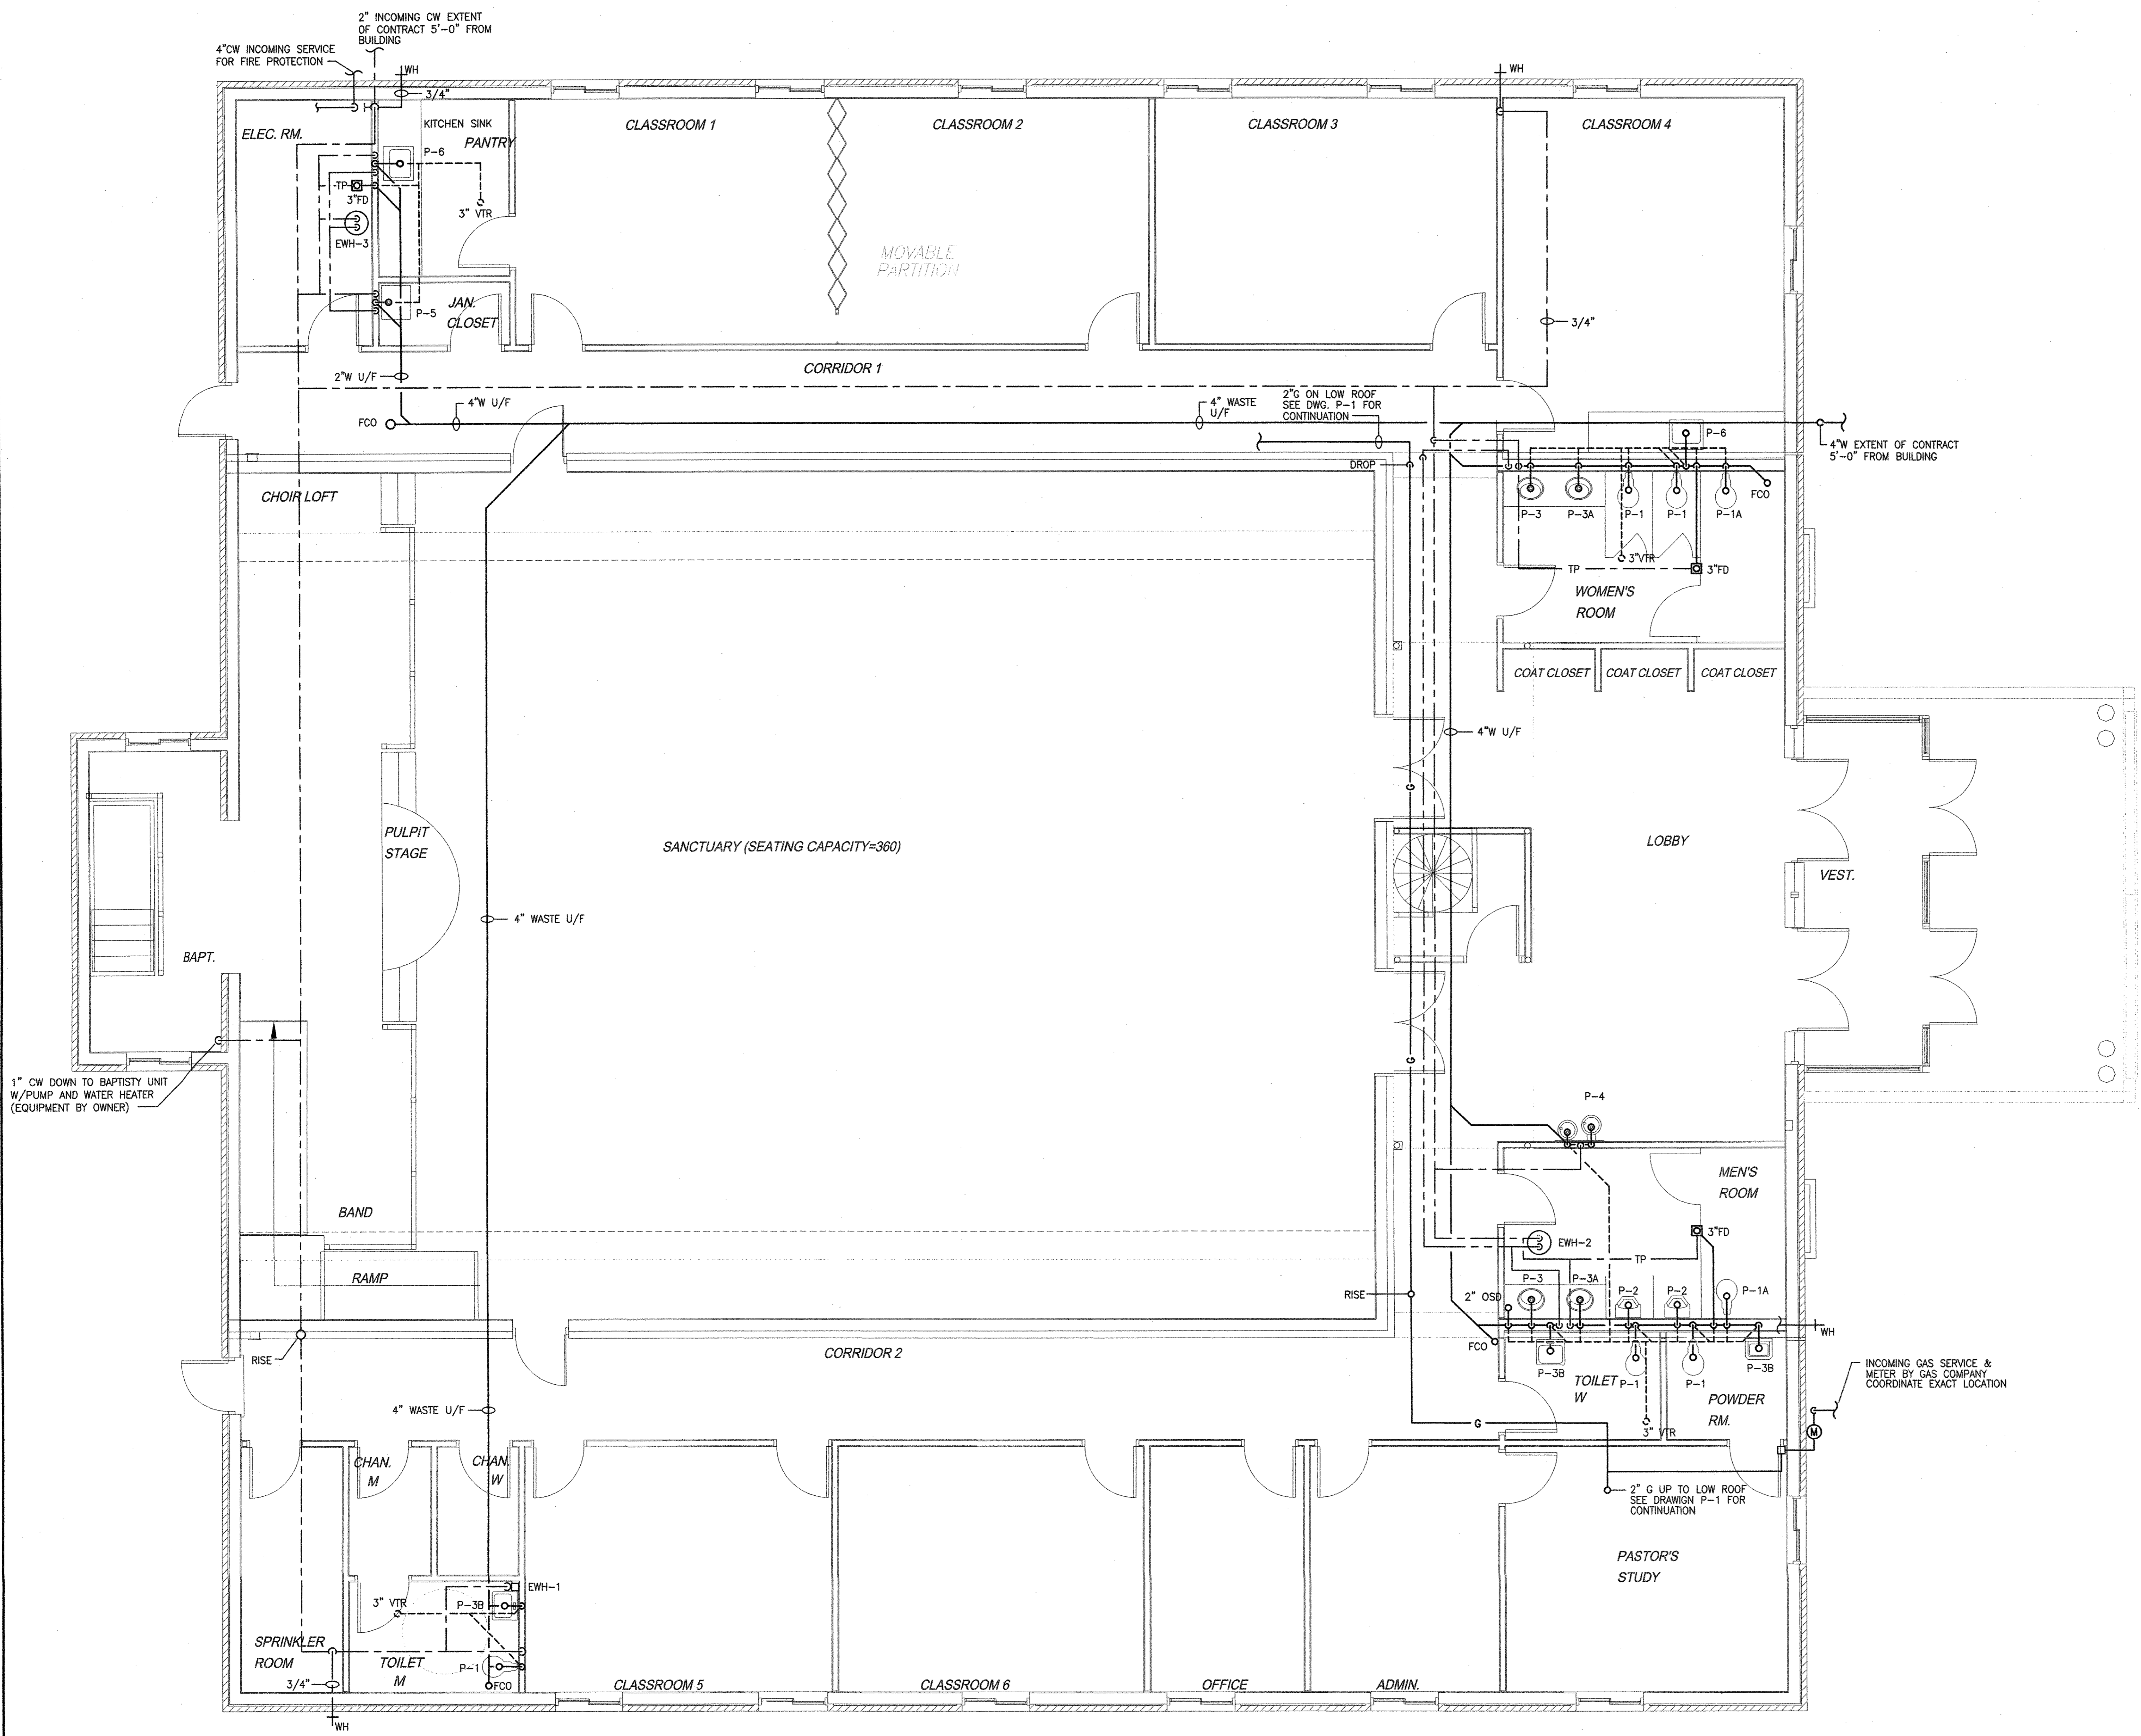 2" INCOMING CW EXTENT
OF CONTRACT 5'-0" FROM
BUILDING
4"CW INCOMING SERVICE
FOR FIRE PROTECTION
WH
3/4"
WH
ELEC. RM.
KITCHEN SINK
PANTRY
P-6
CLASSROOM 1
CLASSROOM 2
CLASSROOM 3
CLASSROOM 4
TP
3"FD
3" VTR
EWH-3
MOVABLE
PARTITION
JAN.
CLOSET
P-5
3/4"
CORRIDOR 1
2"W U/F
FCO
4"W U/F
4" WASTE
U/F
2"G ON LOW ROOF
SEE DWG. P-1 FOR
CONTINUATION
P-6
4"W EXTENT OF CONTRACT
5'-0" FROM BUILDING
DROP
CHOIR LOFT
FCO
P-3
P-3A
P-1
P-1
P-1A
3"VTR
TP
3"FD
WOMEN'S
ROOM
COAT CLOSET
COAT CLOSET
COAT CLOSET
4"W U/F
G
PULPIT
STAGE
SANCTUARY (SEATING CAPACITY=360)
LOBBY
VEST.
4" WASTE U/F
BAPT.
G
1" CW DOWN TO BAPTISTY UNIT
W/PUMP AND WATER HEATER
(EQUIPMENT BY OWNER)
P-4
MEN'S
ROOM
BAND
3"FD
EWH-2
TP
RAMP
P-3
P-3A
P-2
P-2
P-1A
RISE
2" OSD
WH
FCO
RISE
CORRIDOR 2
P-3B
TOILET
W
P-1
P-1
P-3B
POWDER
RM.
INCOMING GAS SERVICE &
METER BY GAS COMPANY
COORDINATE EXACT LOCATION
4" WASTE U/F
G
3" VTR
M
CHAN.
M
CHAN.
W
2" G UP TO LOW ROOF
SEE DRAWIGN P-1 FOR
CONTINUATION
PASTOR'S
STUDY
EWH-1
3" VTR
P-3B
SPRINKLER
ROOM
TOILET
M
P-1
FCO
3/4"
CLASSROOM 5
CLASSROOM 6
OFFICE
ADMIN.
WH